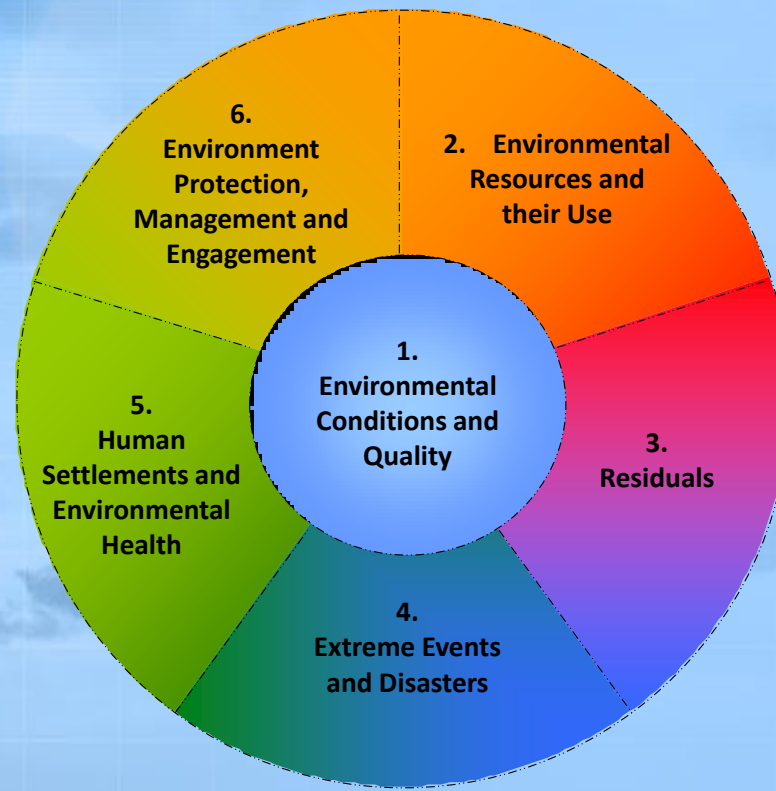 1.
Environmental
Conditions and
Quality
2. Environmental
Resources and
their Use
3.
Residuals
4.
Extreme Events
and Disasters
5.
Human
Settlements and
Environmental
Health
6.
Environment
Protection,
Management and
Engagement